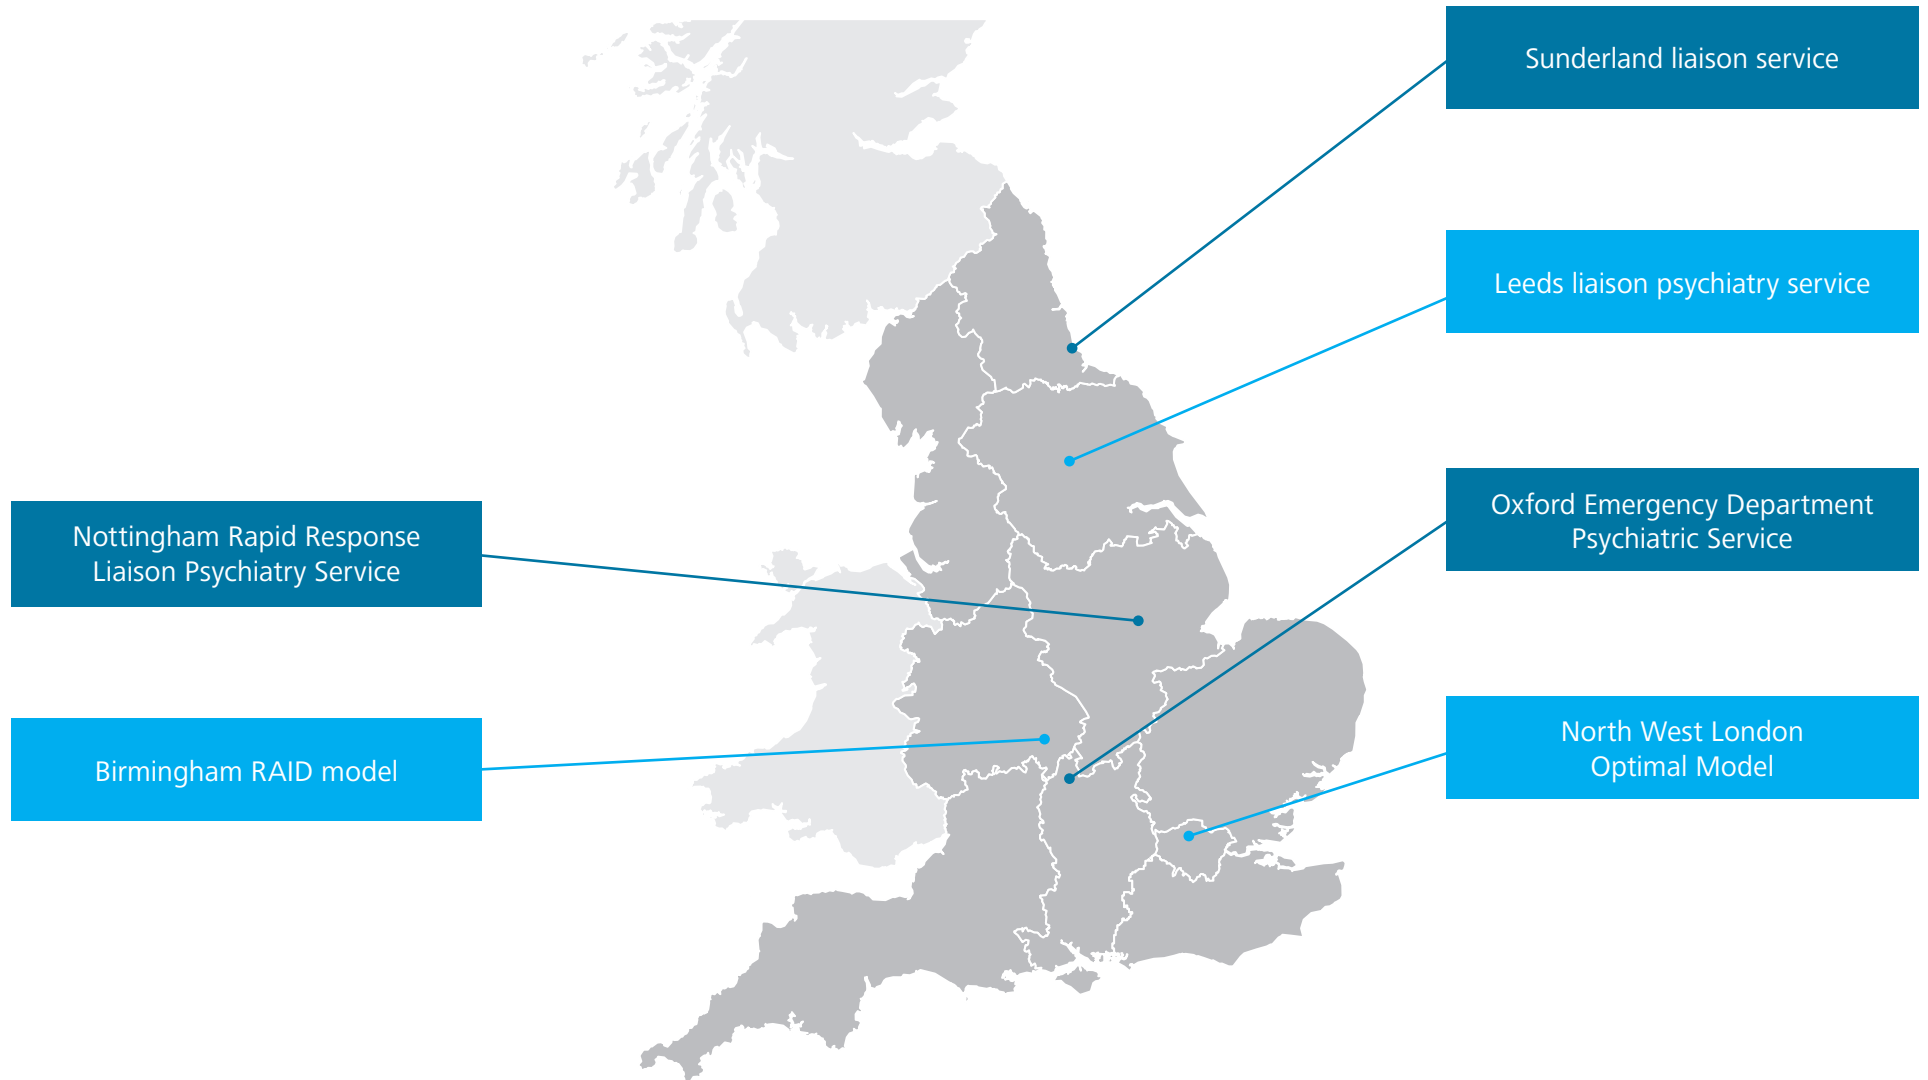 Sunderland liaison service
Leeds liaison psychiatry service
Oxford Emergency Department
Psychiatric Service
Nottingham Rapid Response
Liaison Psychiatry Service
North West London
Optimal Model
Birmingham RAID model